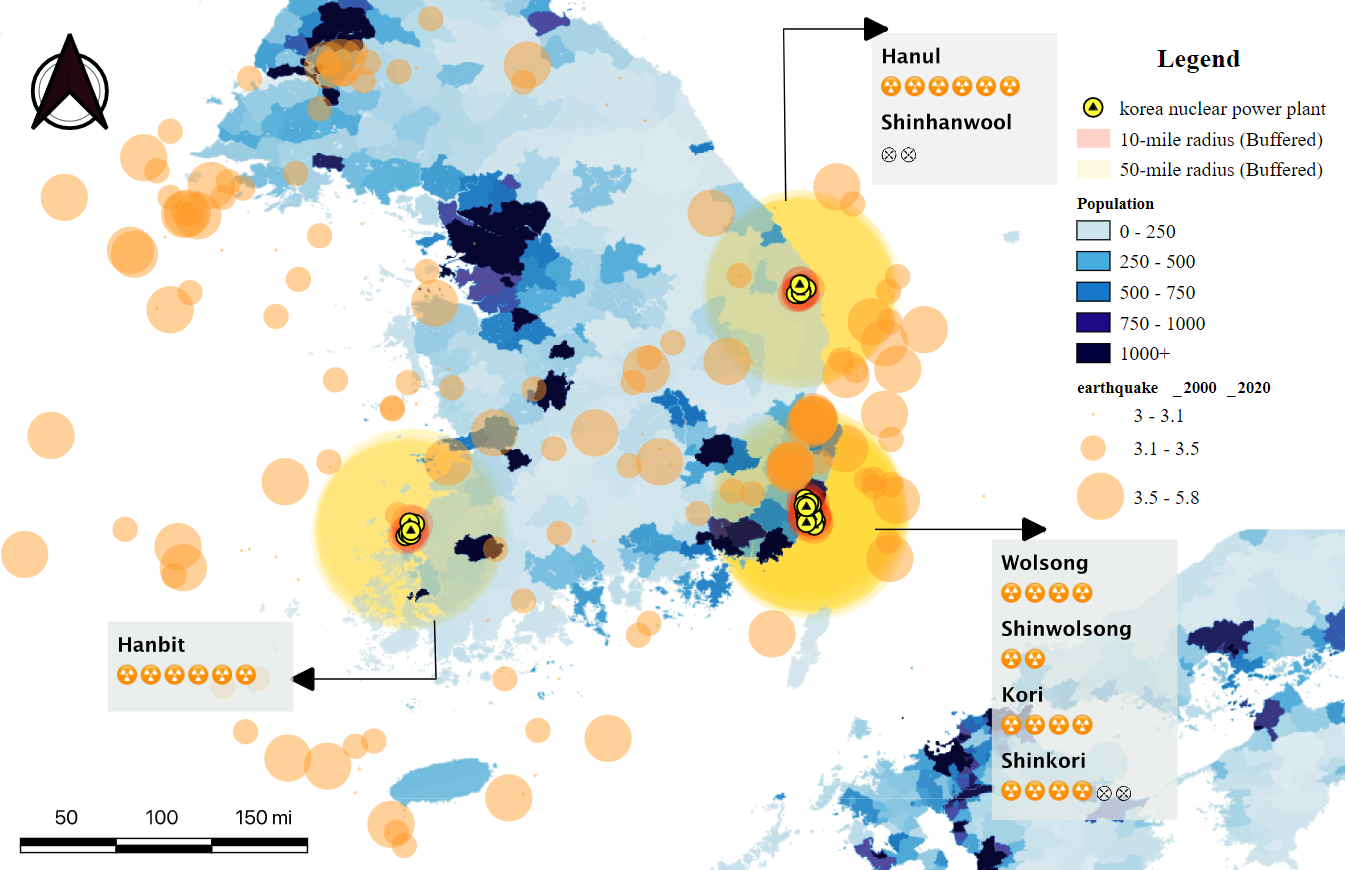 Hanul
Shinhanwool
Legend
korea nuclear power plant
10-mile radius (Buffered)
50-mile radius (Buffered)
Population
0 - 250
250 - 500
500 - 750
750 - 1000
1000+
earthquake _2000 _2020
3 - 3.1
3.1 - 3.5
3.5 - 5.8
Wolsong
Shinwolsong
Kori
Shinkori
Hanbit
50 100 150 mi